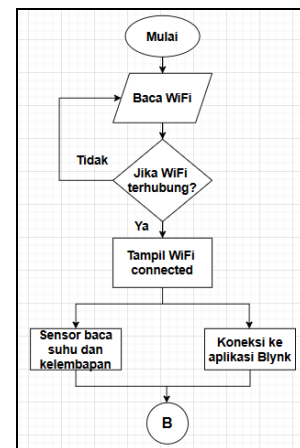 Mulai
Baca WiFi
Tidak
Jika WiFi
terhubung?
Ya
Tampil WiFi
connected
Sensor baca
suhu dan
kelembapan
Koneksi ke
aplikasi Blynk
B